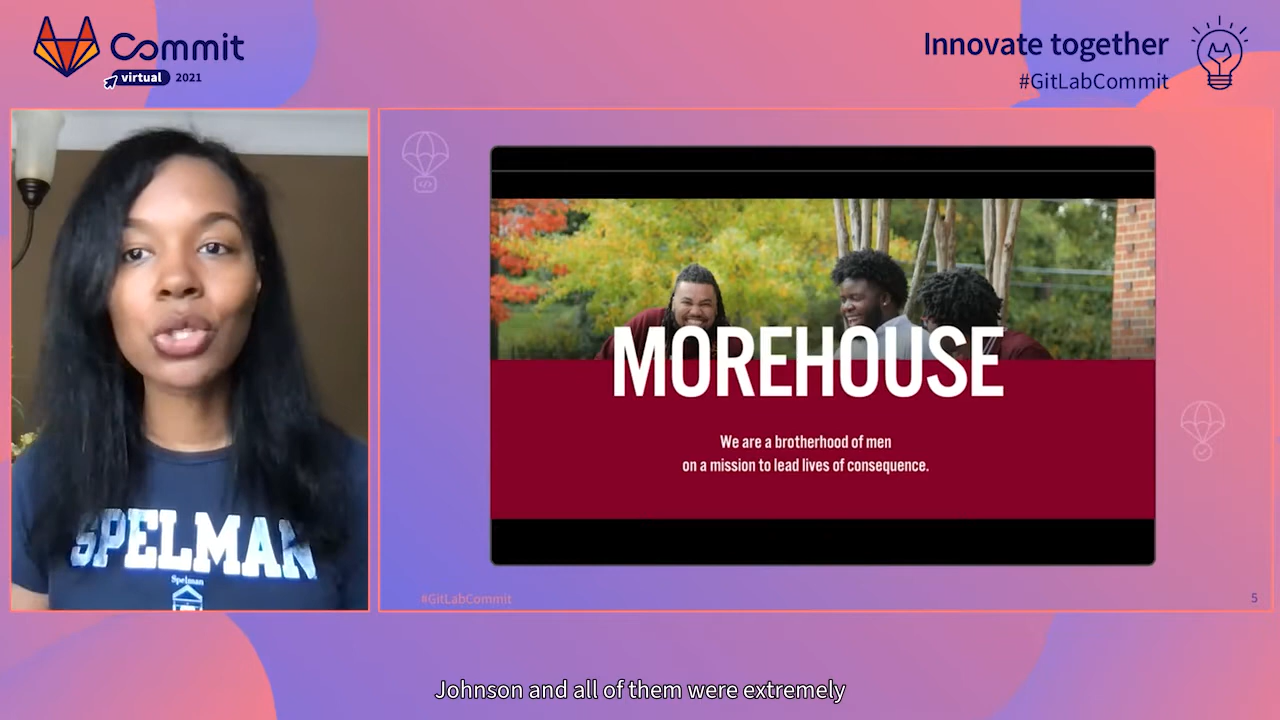 Commit
virtual 2021
Innovate together
#GitLabCommit
SPELMAN
Spelman
</>
MOREHOUSE
We are a brotherhood of men
on a mission to lead lives of consequence.
#GitLabCommit
5
Johnson and all of them were extremely